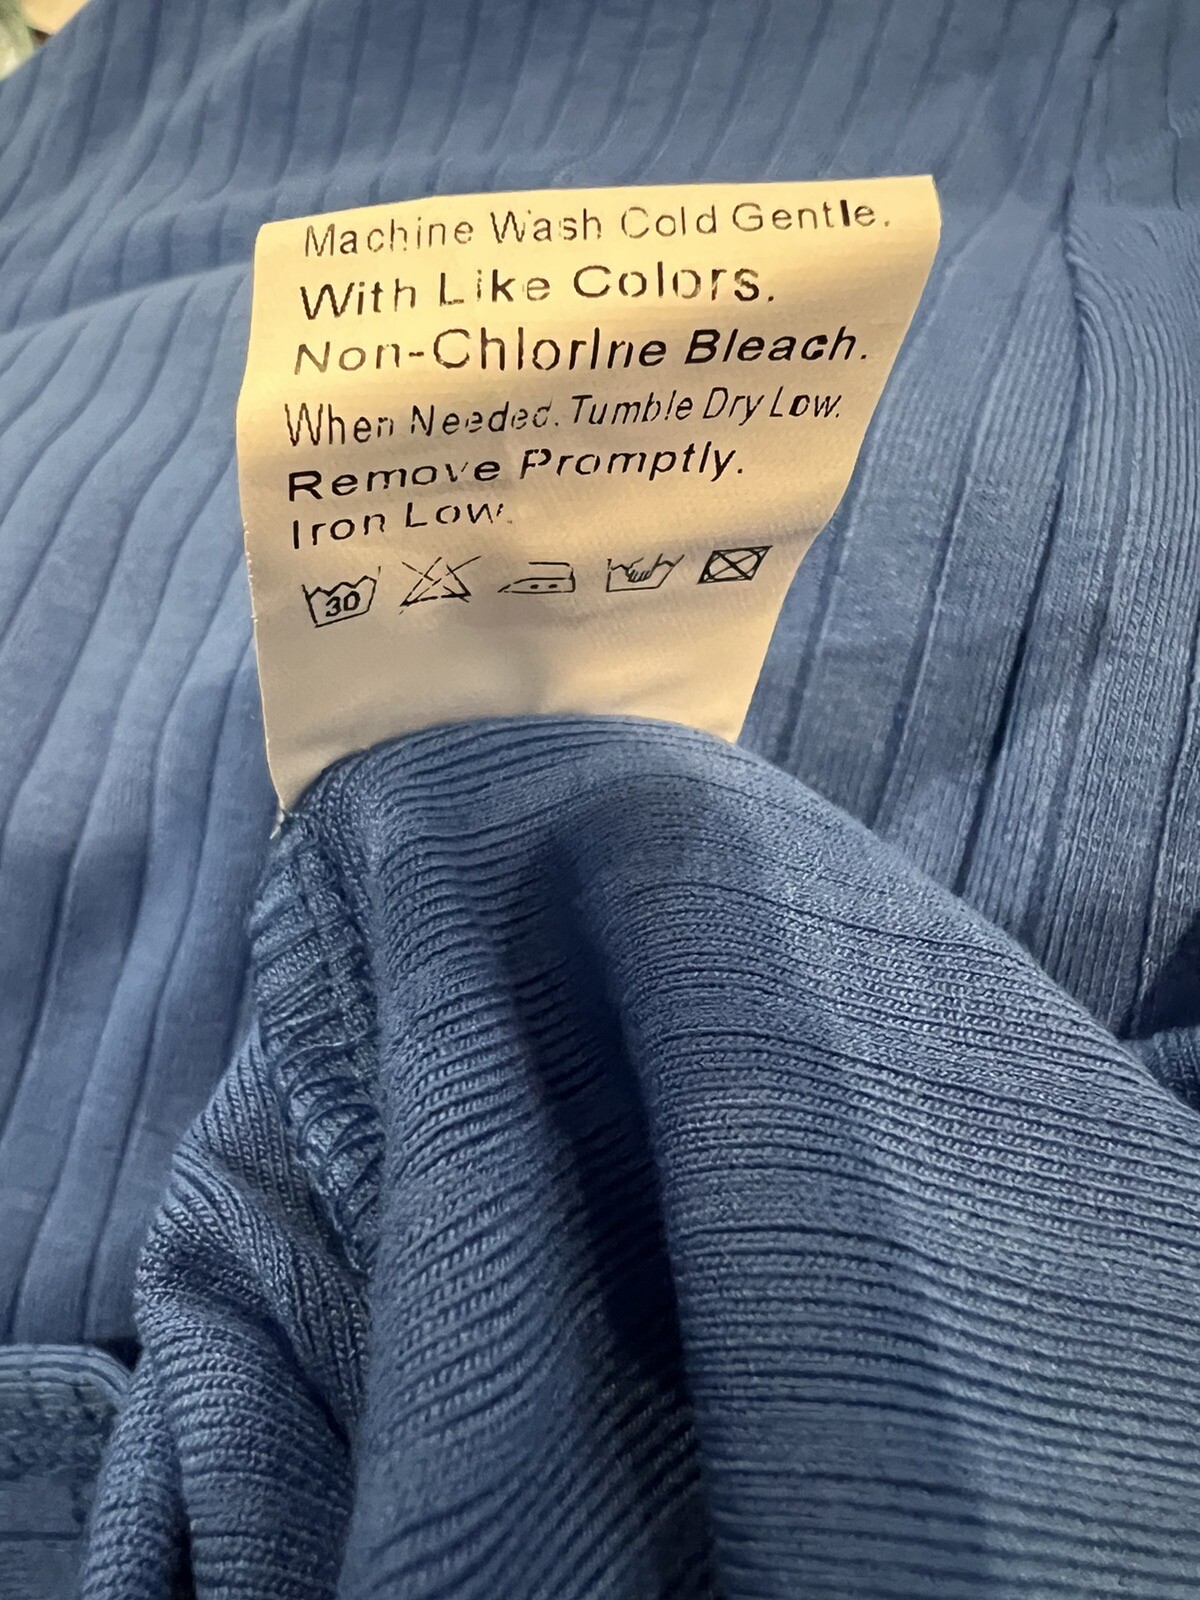 Machine Wash Cold Gentle.
With Like Colors.
Non-Chlorine Bleach.
When Needed. Tumble Dry Low.
Remove Promptly.
Iron Low.
30